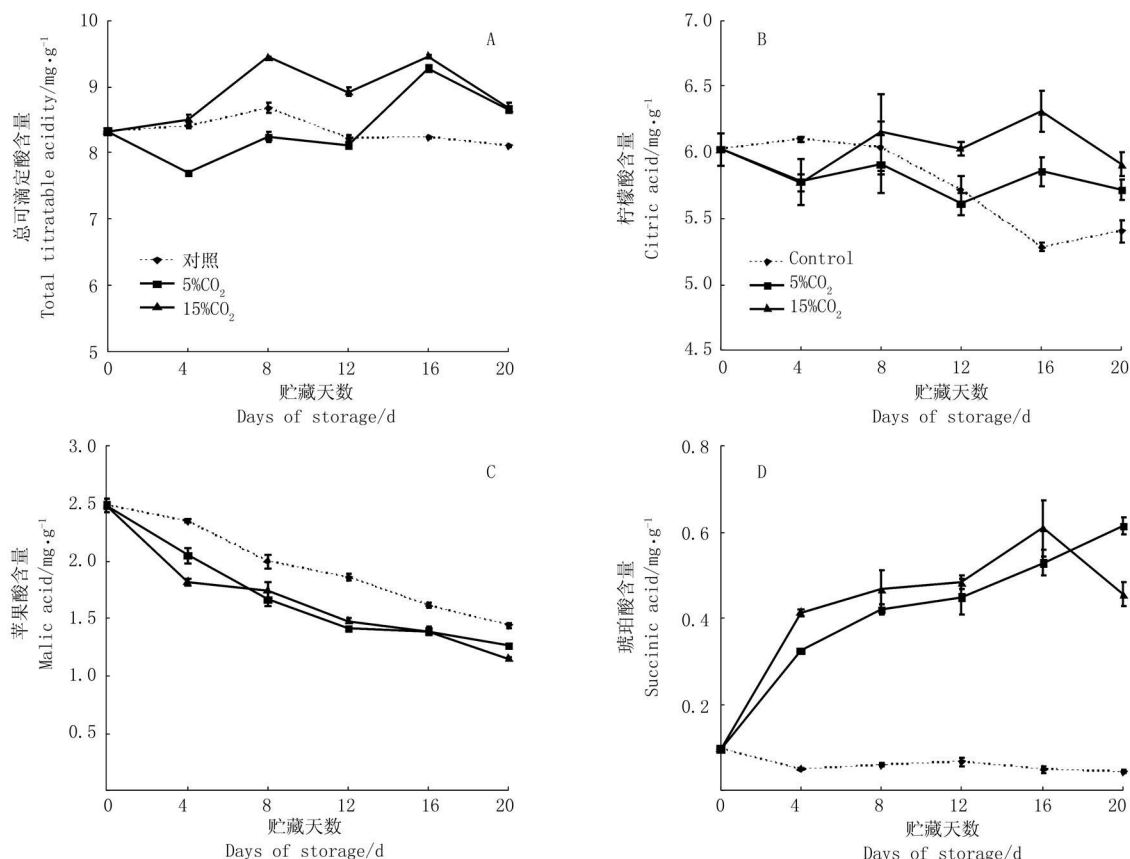 总可滴定酸含量
Total titratable acidity/mg·g⁻¹
10
9
8
7
6
5
A
对照
5%CO₂
15%CO₂
0 4 8 12 16 20
贮藏天数
Days of storage/d
柠檬酸含量
Citric acid/mg·g⁻¹
6.0
6.5
6.0
5.5
5.0
4.5
B
Control
5%CO₂
15%CO₂
0 4 8 12 16 20
贮藏天数
Days of storage/d
苹果酸含量
Malic acid/mg·g⁻¹
3.0
2.5
2.0
1.5
1.0
0.5
C
0 4 8 12 16 20
贮藏天数
Days of storage/d
琥珀酸含量
Succinic acid/mg·g⁻¹
0.8
0.6
0.4
0.2
D
0 4 8 12 16 20
贮藏天数
Days of storage/d